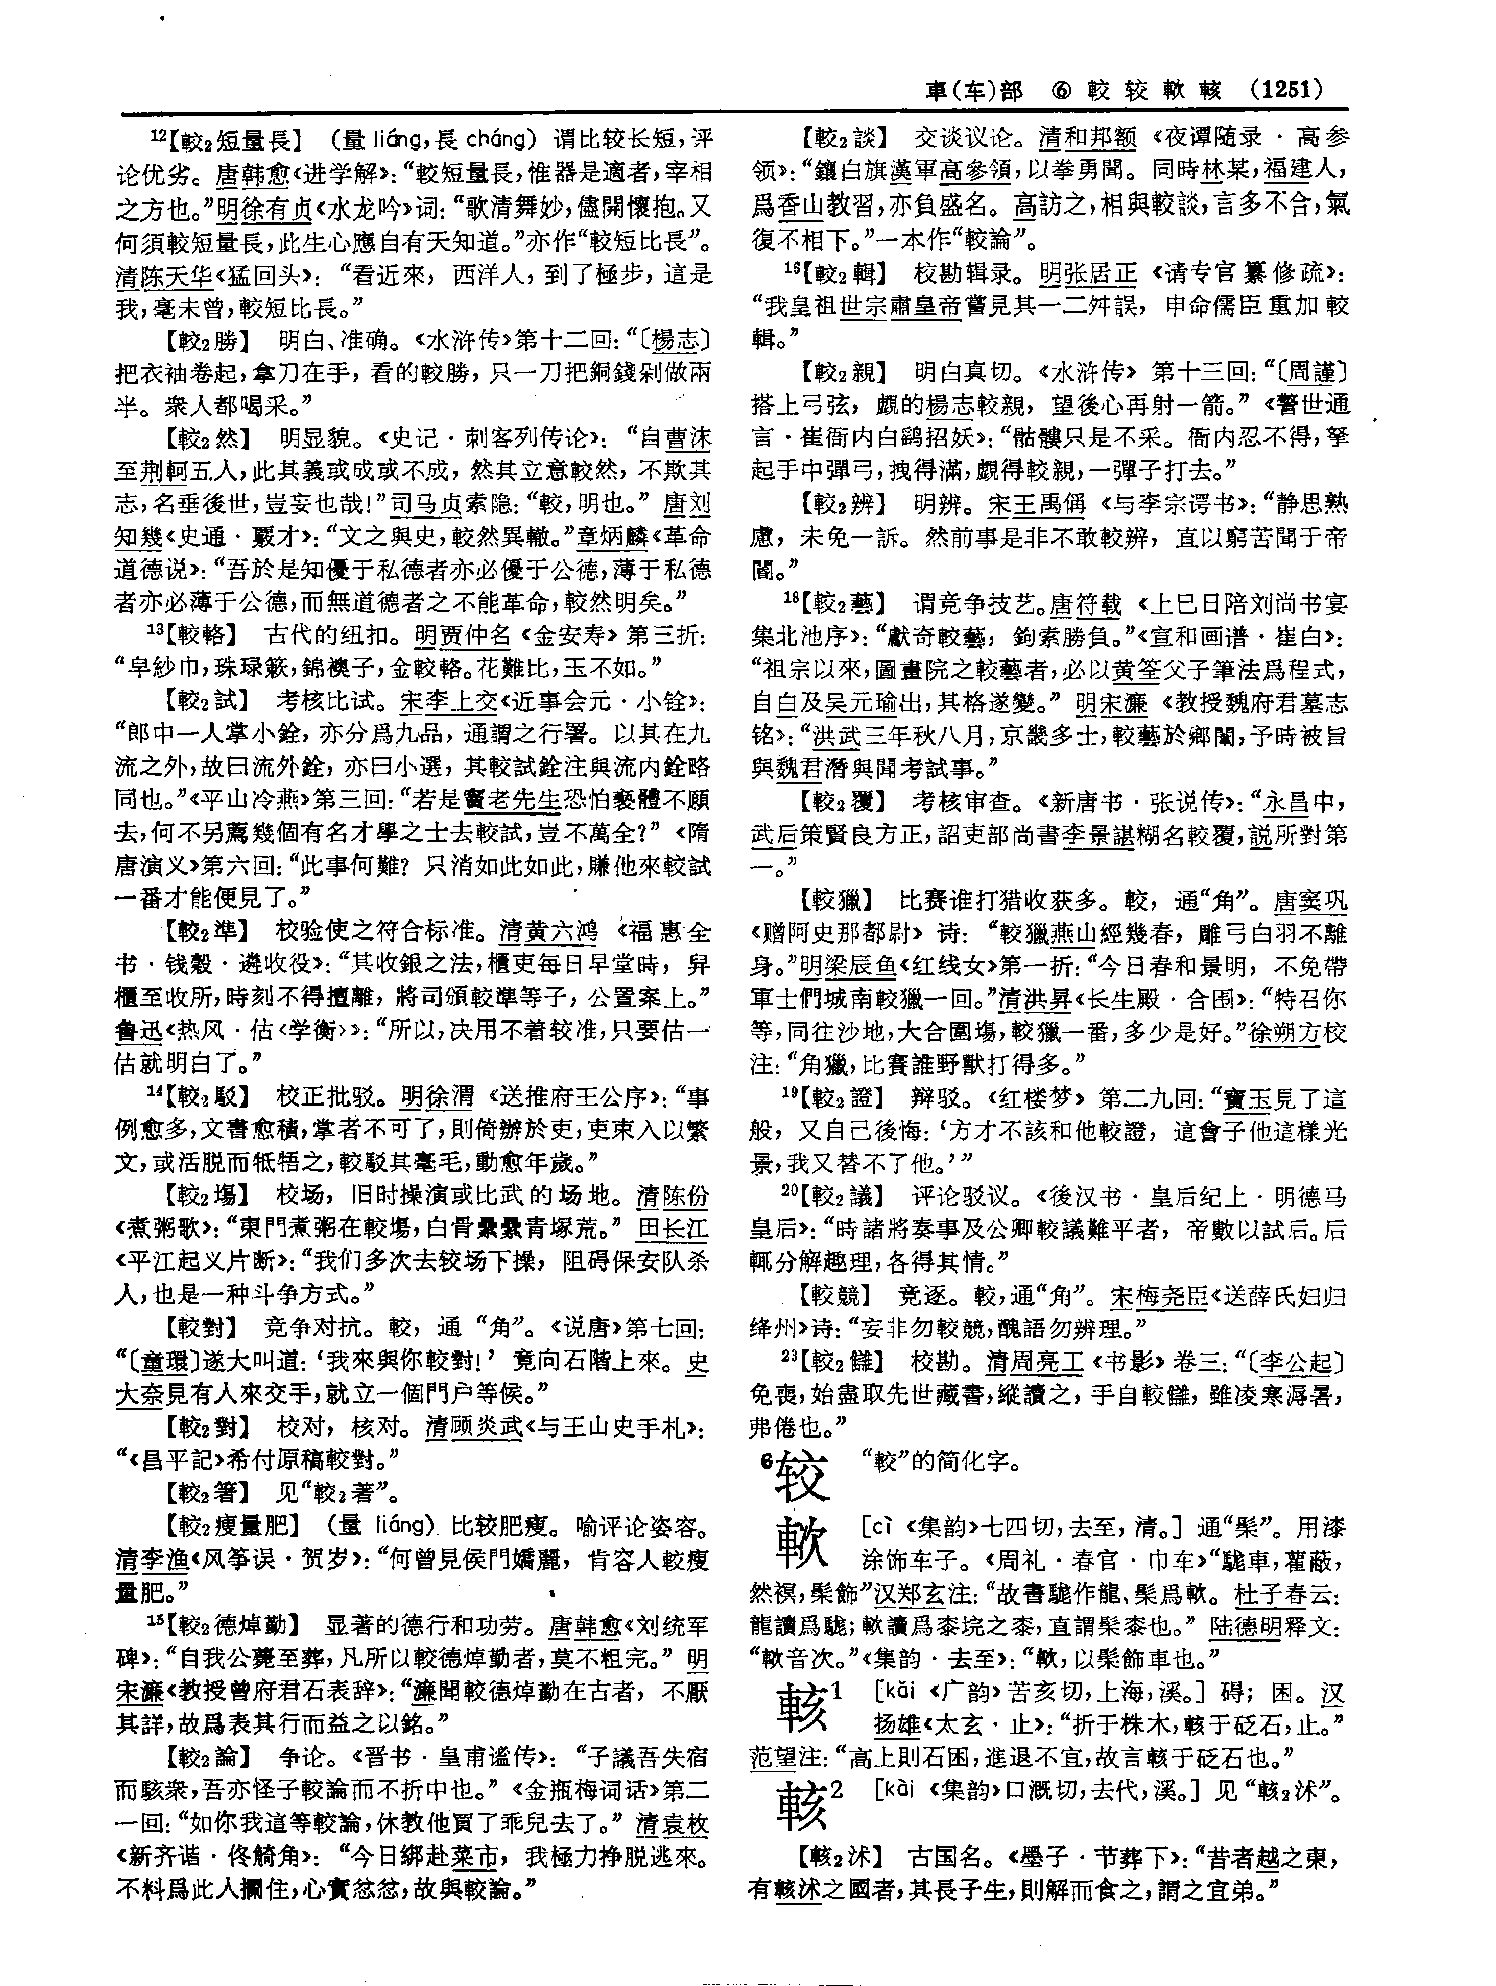 車(车)部 ⑥ 較 较 軟 輆 (1251)
¹²【較₂短量長】 (量 liáng,長 cháng) 谓比较长短,评
论优劣。唐韩愈《进学解》:“較短量長,惟器是適者,宰相
之方也。”明徐有贞《水龙吟》词:“歌清舞妙,儘開懷抱。又
何須較短量長,此生心應自有天知道。”亦作“較短比長”。
清陈天华《猛回头》:“看近來,西洋人,到了極步,這是
我,毫未曾,較短比長。”
【較₂勝】 明白、准确。《水浒传》第十二回:“〔楊志〕
把衣袖卷起,拿刀在手,看的較勝,只一刀把銅錢剁做兩
半。衆人都喝采。”
【較₂然】 明显貌。《史记·刺客列传论》:“自曹沫
至荆軻五人,此其義或成或不成,然其立意較然,不欺其
志,名垂後世,豈妄也哉!”司马贞索隐:“較,明也。” 唐刘
知幾《史通·覈才》:“文之與史,較然異轍。”章炳麟《革命
道德说》:“吾於是知優于私德者亦必優于公德,薄于私德
者亦必薄于公德,而無道德者之不能革命,較然明矣。”
¹³【較輅】 古代的纽扣。明贾仲名《金安寿》第三折:
“皁紗巾,珠琭簌,錦襖子,金較輅。花難比,玉不如。”
【較₂試】 考核比试。宋李上交《近事会元·小铨》:
“郎中一人掌小銓,亦分爲九品,通謂之行署。以其在九
流之外,故曰流外銓,亦曰小選,其較試銓注與流内銓略
同也。”《平山冷燕》第三回:“若是竇老先生恐怕褻體不願
去,何不另薦幾個有名才學之士去較試,豈不萬全?”《隋
唐演义》第六回:“此事何難?只消如此如此,賺他來較試
一番才能便見了。”
【較₂準】 校验使之符合标准。清黄六鸿《福惠全
书·钱穀·遴收役》:“其收銀之法,櫃吏每日早堂時,舁
櫃至收所,時刻不得擅離,將司頒較準等子,公置案上。”
鲁迅《热风·估〈学衡〉》:“所以,决用不着较准,只要估一
估就明白了。”
¹⁴【較₂駁】 校正批驳。明徐渭《送推府王公序》:“事
例愈多,文書愈積,掌者不可了,則倚辦於吏,吏束入以繁
文,或活脱而牴牾之,較駁其毫毛,動愈年歲。”
【較₂場】 校场,旧时操演或比武的场地。清陈份
《煮粥歌》:“東門煮粥在較場,白骨纍纍青塚荒。” 田长江
《平江起义片断》:“我们多次去较场下操,阻碍保安队杀
人,也是一种斗争方式。”
【較對】 竞争对抗。較,通“角”。《说唐》第七回:
“〔童環〕遂大叫道:‘我來與你較對!’竟向石階上來。史
大奈見有人來交手,就立一個門户等候。”
【較₂對】 校对,核对。清顾炎武《与王山史手札》:
“《昌平記》希付原稿較對。”
【較₂箸】 见“較₂著”。
【較₂瘦量肥】 (量 liáng) 比较肥瘦。喻评论姿容。
清李渔《风筝误·贺岁》:“何曾見侯門嬌麗,肯容人較瘦
量肥。”
¹⁵【較₂德焯勤】 显著的德行和功劳。唐韩愈《刘统军
碑》:“自我公薨至葬,凡所以較德焯勤者,莫不粗完。”明
宋濂《教授曾府君石表辞》:“濂聞較德焯勤在古者,不厭
其詳,故爲表其行而益之以銘。”
【較₂論】 争论。《晋书·皇甫谧传》:“子議吾失宿
而駭衆,吾亦怪子較論而不折中也。”《金瓶梅词话》第二
一回:“如你我這等較論,休教他買了乖兒去了。”清袁枚
《新齐谐·佟觭角》:“今日綁赴菜市,我極力挣脱逃來。
不料爲此人攔住,心實忿忿,故與較論。”
【較₂談】 交谈议论。清和邦额《夜谭随录·高参
领》:“鑲白旗漢軍高參領,以拳勇聞。同時林某,福建人,
爲香山教習,亦負盛名。高訪之,相與較談,言多不合,氣
復不相下。”一本作“較論”。
¹⁶【較₂輯】 校勘辑录。明张居正《请专官纂修疏》:
“我皇祖世宗肅皇帝嘗見其一二舛誤,申命儒臣重加較
輯。”
【較₂親】 明白真切。《水浒传》第十三回:“〔周謹〕
搭上弓弦,覷的楊志較親,望後心再射一箭。”《警世通
言·崔衙内白鹞招妖》:“骷髏只是不采。衙内忍不得,拏
起手中彈弓,拽得滿,覷得較親,一彈子打去。”
【較₂辨】 明辨。宋王禹偁《与李宗谔书》:“静思熟
慮,未免一訴。然前事是非不敢較辨,直以窮苦聞于帝
閽。”
¹⁸【較₂藝】 谓竞争技艺。唐符载《上巳日陪刘尚书宴
集北池序》:“獻奇較藝,鉤索勝負。”《宣和画谱·崔白》:
“祖宗以來,圖畫院之較藝者,必以黄筌父子筆法爲程式,
自白及吴元瑜出,其格遂變。” 明宋濂《教授魏府君墓志
铭》:“洪武三年秋八月,京畿多士,較藝於鄉闈,予時被旨
與魏君潛與聞考試事。”
【較₂覆】 考核审查。《新唐书·张说传》:“永昌中,
武后策賢良方正,詔吏部尚書李景諶糊名較覆,説所對第
一。”
【較獵】 比赛谁打猎收获多。較,通“角”。唐窦巩
《赠阿史那都尉》诗:“較獵燕山經幾春,雕弓白羽不離
身。”明梁辰鱼《红线女》第一折:“今日春和景明,不免帶
軍士們城南較獵一回。”清洪昇《长生殿·合围》:“特召你
等,同往沙地,大合圍場,較獵一番,多少是好。”徐朔方校
注:“角獵,比賽誰野獸打得多。”
¹⁹【較₂證】 辩驳。《红楼梦》第二九回:“寶玉見了這
般,又自己後悔:‘方才不該和他較證,這會子他這樣光
景,我又替不了他。’”
²⁰【較₂議】 评论驳议。《後汉书·皇后纪上·明德马
皇后》:“時諸將奏事及公卿較議難平者,帝數以試后。后
輒分解趣理,各得其情。”
【較競】 竞逐。較,通“角”。宋梅尧臣《送薛氏妇归
绛州》诗:“妄非勿較競,醜語勿辨理。”
²³【較₂讎】 校勘。清周亮工《书影》卷三:“〔李公起〕
免喪,始盡取先世藏書,縱讀之,手自較讎,雖凌寒溽暑,
弗倦也。”
⁶较 “較”的简化字。
軟 [cì 《集韵》七四切,去至,清。] 通“髹”。用漆
涂饰车子。《周礼·春官·巾车》“駹車,雚蔽,
然䙆,髹飾”汉郑玄注:“故書駹作龍,髹爲軟。杜子春云:
龍讀爲駹;軟讀爲桼垸之桼,直謂髹桼也。” 陆德明释文:
“軟音次。”《集韵·去至》:“軟,以髹飾車也。”
輆¹ [kǎi 《广韵》苦亥切,上海,溪。] 碍;困。汉
扬雄《太玄·止》:“折于株木,輆于砭石,止。”
范望注:“高上則石困,進退不宜,故言輆于砭石也。”
輆² [kài 《集韵》口溉切,去代,溪。] 见“輆₂沭”。
【輆₂沭】 古国名。《墨子·节葬下》:“昔者越之東,
有輆沭之國者,其長子生,則解而食之,謂之宜弟。”